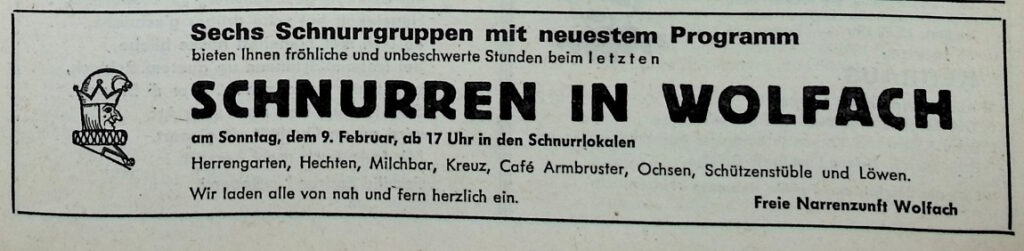 Sechs Schnurrgruppen mit neuestem Programm
bieten Ihnen fröhliche und unbeschwerte Stunden beim letzten
SCHNURREN IN WOLFACH
am Sonntag, dem 9. Februar, ab 17 Uhr in den Schnurrlokalen
Herrengarten, Hechten, Milchbar, Kreuz, Café Armbruster, Ochsen, Schützenstüble und Löwen.
Wir laden alle von nah und fern herzlich ein.
Freie Narrenzunft Wolfach